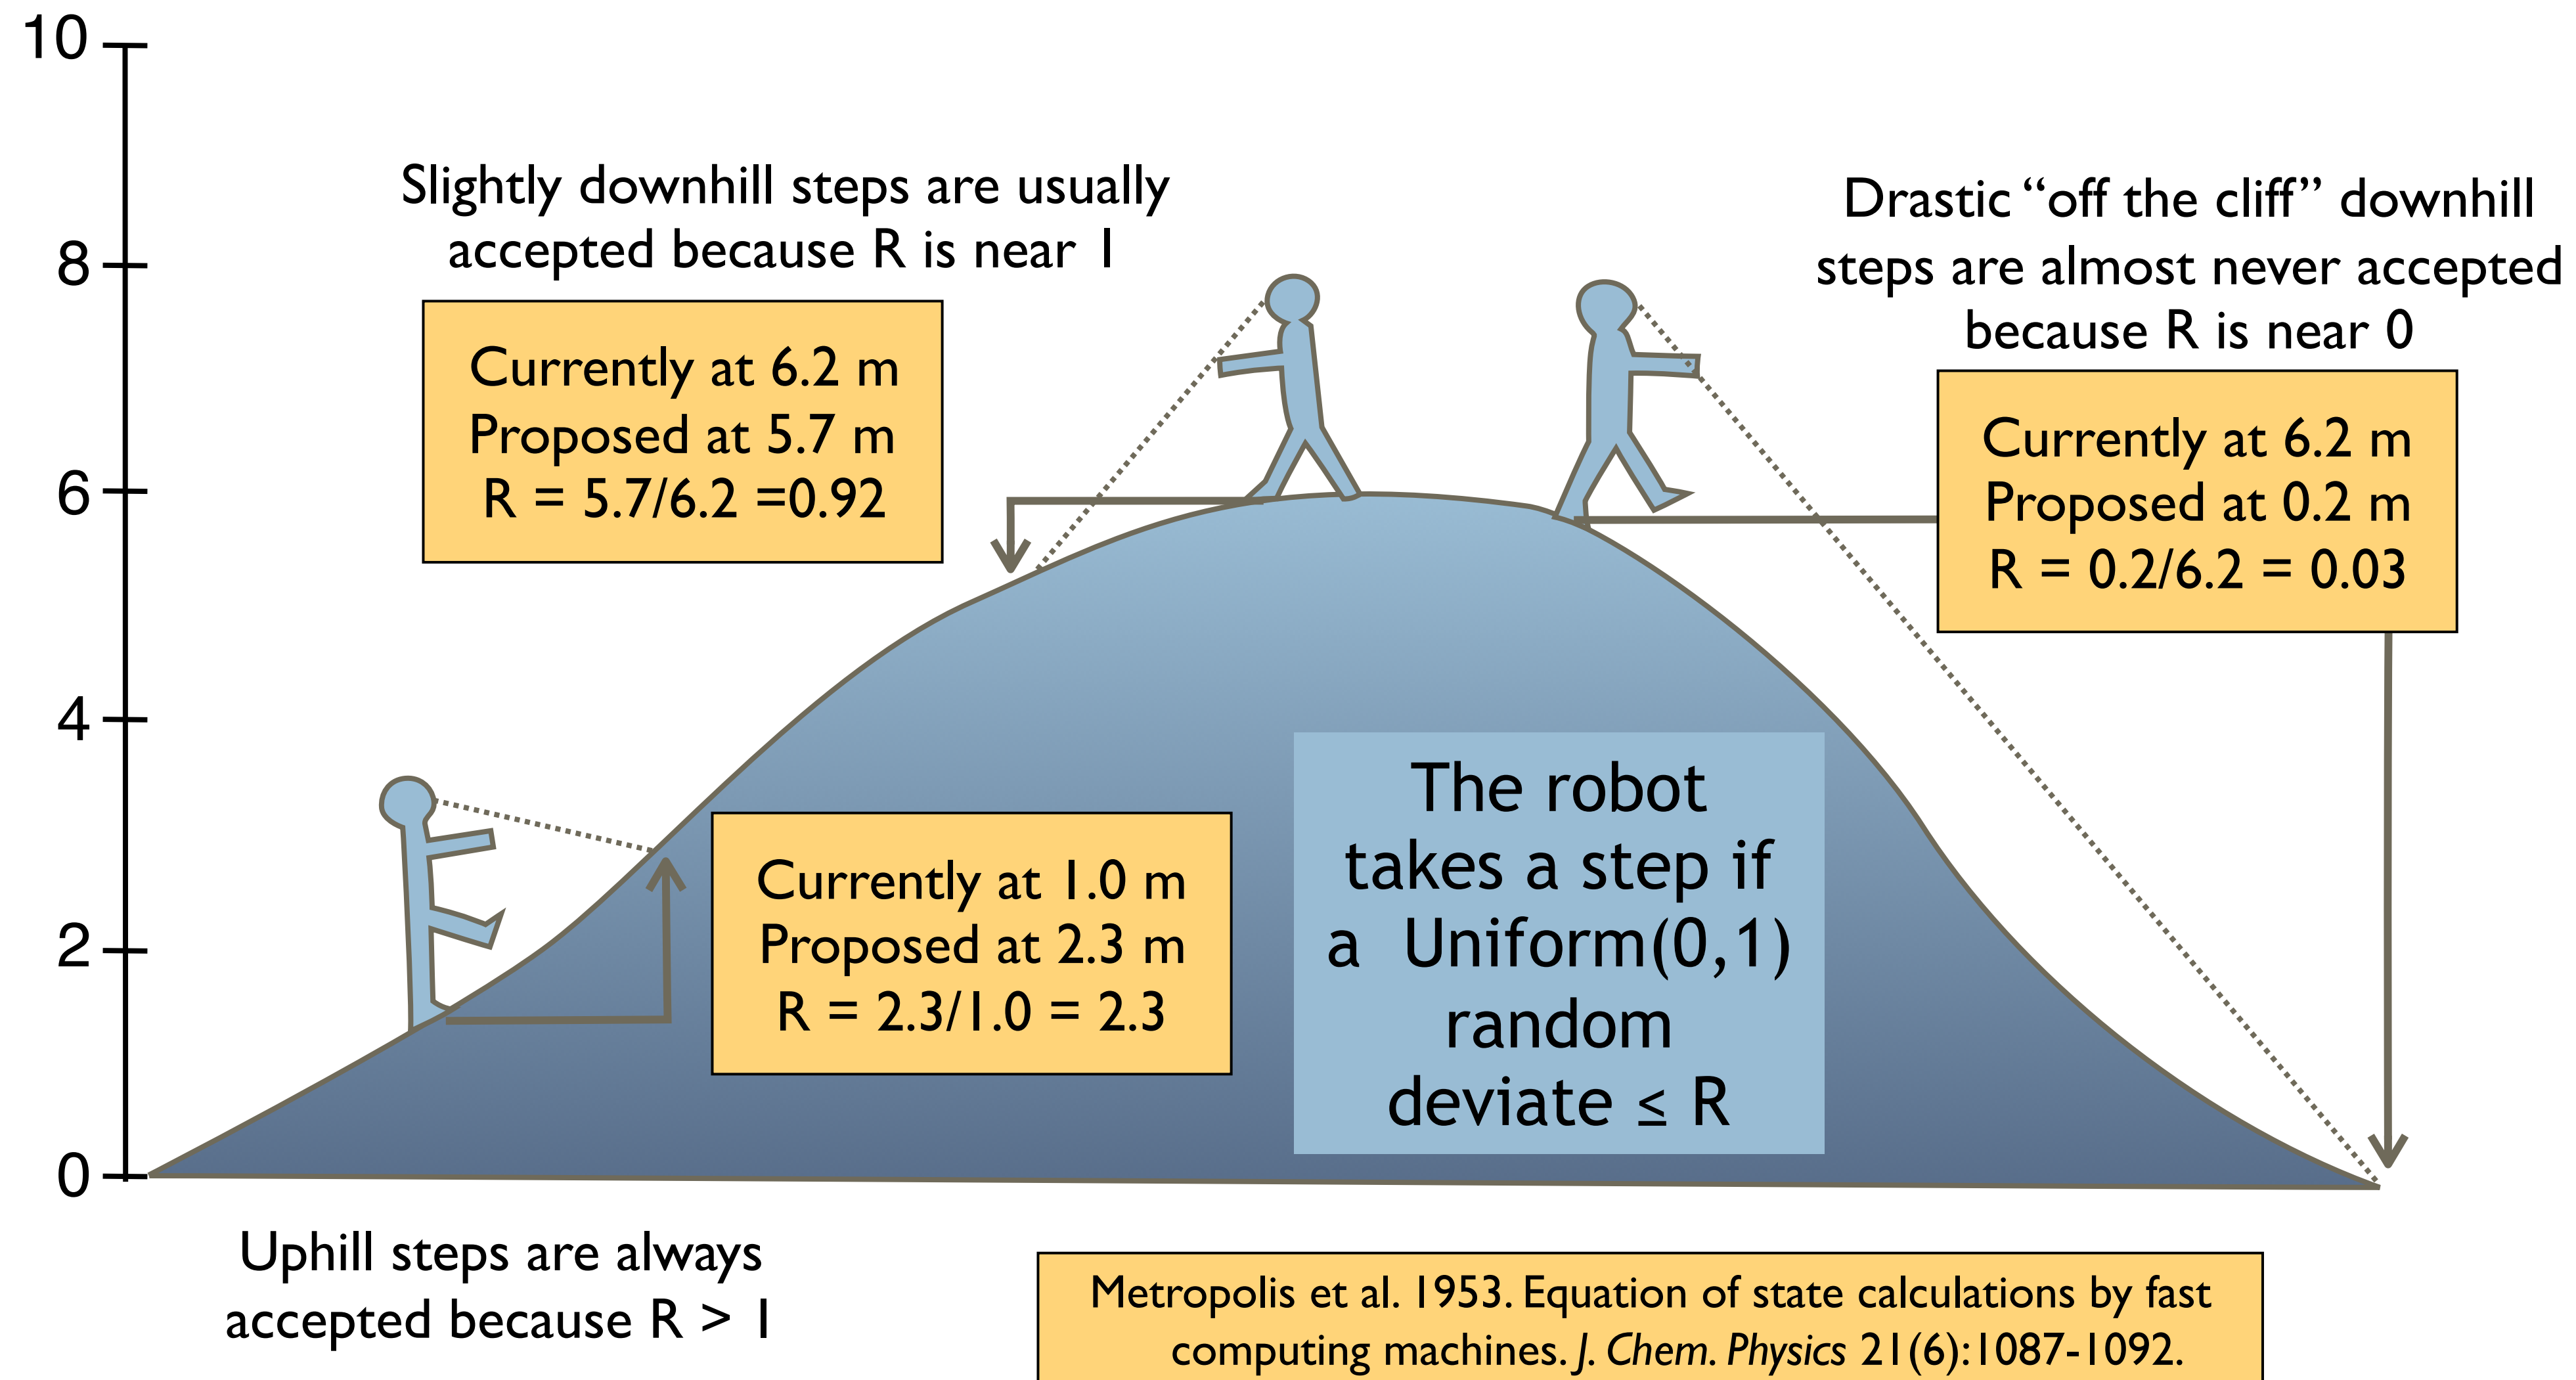 10
8
6
4
2
0
Slightly downhill steps are usually
accepted because R is near 1
Currently at 6.2 m
Proposed at 5.7 m
R = 5.7/6.2 =0.92
Drastic “off the cliff” downhill
steps are almost never accepted
because R is near 0
Currently at 6.2 m
Proposed at 0.2 m
R = 0.2/6.2 = 0.03
Currently at 1.0 m
Proposed at 2.3 m
R = 2.3/1.0 = 2.3
The robot
takes a step if
a Uniform(0,1)
random
deviate ≤ R
Uphill steps are always
accepted because R > 1
Metropolis et al. 1953. Equation of state calculations by fast
computing machines. J. Chem. Physics 21(6):1087-1092.